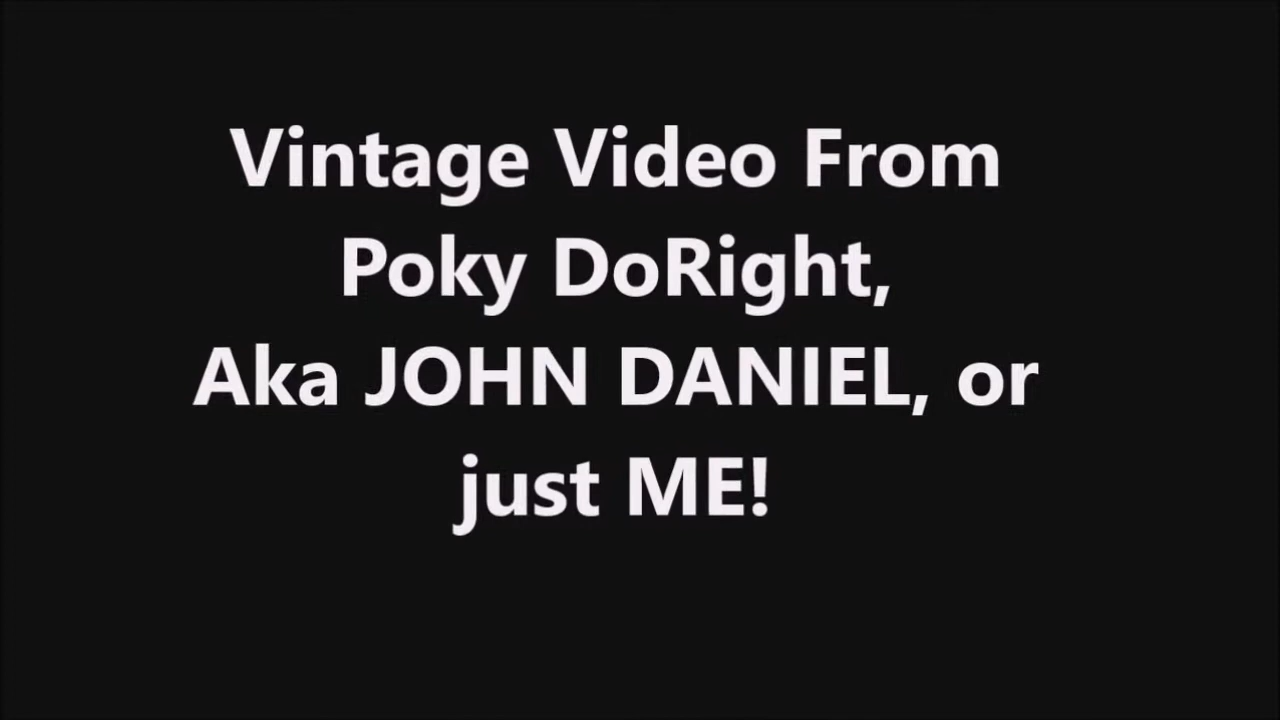 Vintage Video From
Poky DoRight,
Aka JOHN DANIEL, or
just ME!